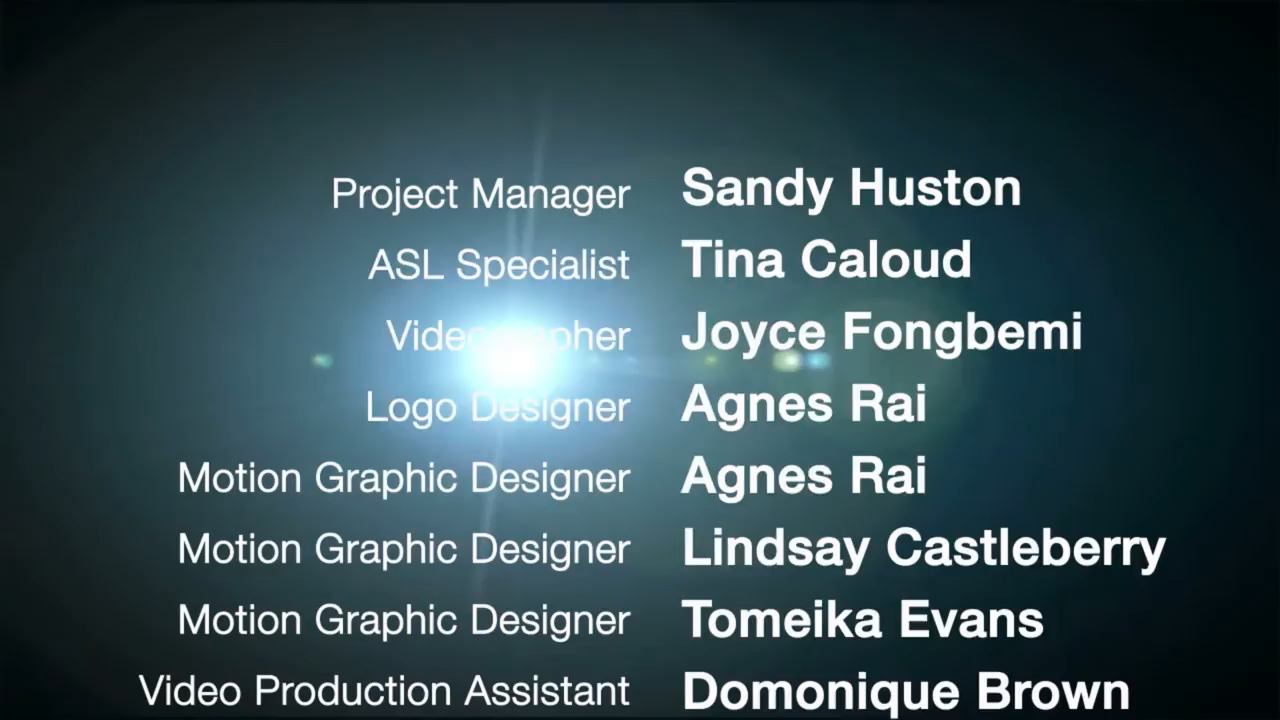 Project Manager Sandy Huston
ASL Specialist Tina Caloud
Videographer Joyce Fongbemi
Logo Designer Agnes Rai
Motion Graphic Designer Agnes Rai
Motion Graphic Designer Lindsay Castleberry
Motion Graphic Designer Tomeika Evans
Video Production Assistant Domonique Brown